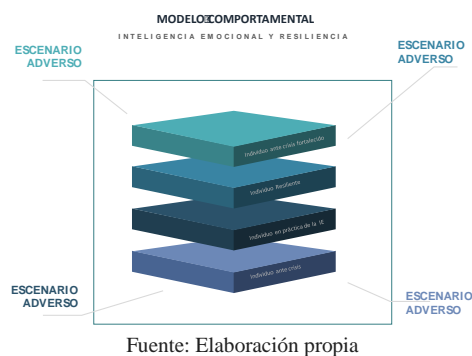 MODELO COMPORTAMENTAL
INTELIGENCIA EMOCIONAL Y RESILIENCIA
ESCENARIO
ADVERSO
ESCENARIO
ADVERSO
Individuo ante crisis fortalecido
Individuo Resiliente
Individuo en práctica de la IE
Individuo ante crisis
ESCENARIO
ADVERSO
ESCENARIO
ADVERSO
Fuente: Elaboración propia